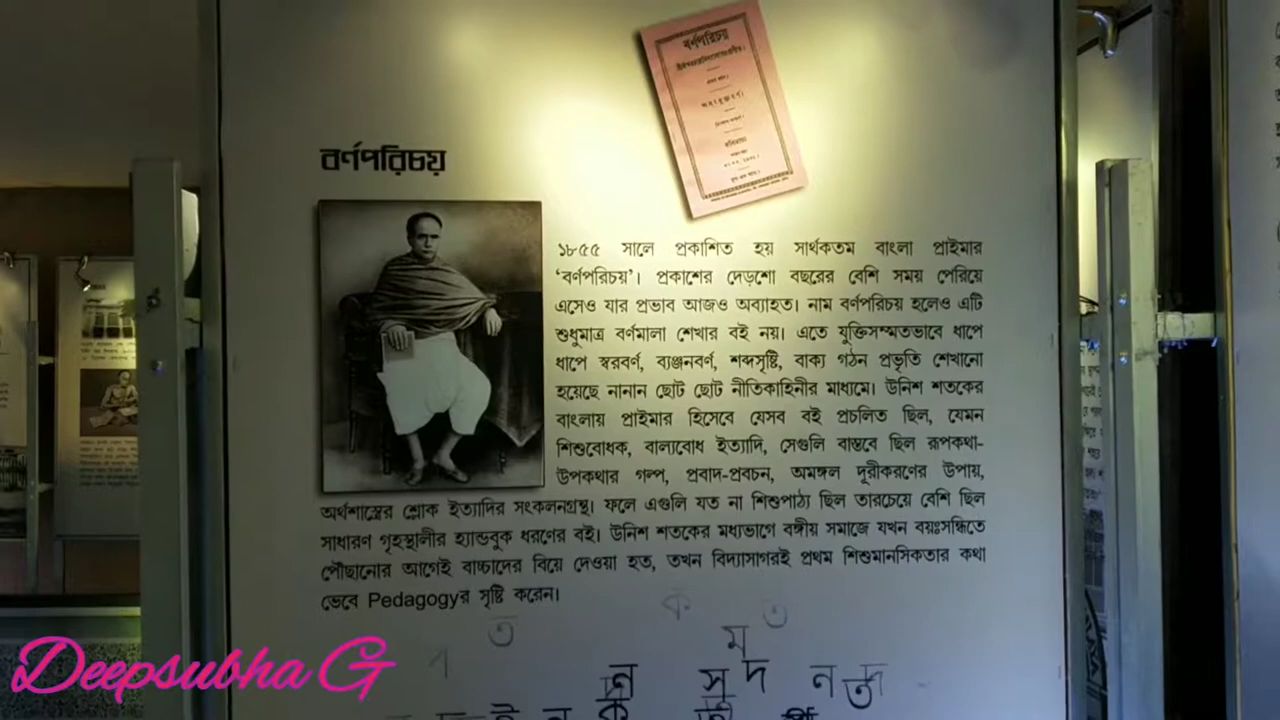 বর্ণপরিচয়
বর্ণপরিচয়
১৮৫৫ সালে প্রকাশিত হয় সার্থকতম বাংলা প্রাইমার
‘বর্ণপরিচয়’। প্রকাশের দেড়শো বছরের বেশি সময় পেরিয়ে
এসেও যার প্রভাব আজও অব্যাহত। নাম বর্ণপরিচয় হলেও এটি
শুধুমাত্র বর্ণমালা শেখার বই নয়। এতে যুক্তিসম্মতভাবে ধাপে
ধাপে স্বরবর্ণ, ব্যঞ্জনবর্ণ, শব্দসৃষ্টি, বাক্য গঠন প্রভৃতি শেখানো
হয়েছে নানান ছোট ছোট নীতিকাহিনীর মাধ্যমে। উনিশ শতকের
বাংলায় প্রাইমার হিসেবে যেসব বই প্রচলিত ছিল, যেমন
শিশুবোধক, বাল্যবোধ ইত্যাদি, সেগুলি বাস্তবে ছিল রূপকথা-
উপকথার গল্প, প্রবাদ-প্রবচন, অমঙ্গল দূরীকরণের উপায়,
অর্থশাস্ত্রের শ্লোক ইত্যাদির সংকলনগ্রন্থ। ফলে এগুলি যত না শিশুপাঠ্য ছিল তারচেয়ে বেশি ছিল
সাধারণ গৃহস্থালীর হ্যান্ডবুক ধরণের বই। উনিশ শতকের মধ্যভাগে বঙ্গীয় সমাজে যখন বয়ঃসন্ধিতে
পৌছানোর আগেই বাচ্চাদের বিয়ে দেওয়া হত, তখন বিদ্যাসাগরই প্রথম শিশুমানসিকতার কথা
ভেবে Pedagogyর সৃষ্টি করেন।
ক ত
ত ম
ন সু দ ন ত দ
Deepsubha G